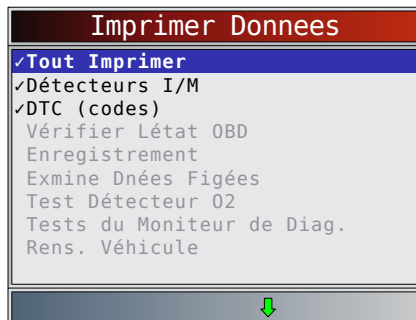 Imprimer Donnees
✓Tout Imprimer
✓Détecteurs I/M
✓DTC (codes)
Vérifier Létat OBD
Enregistrement
Exmine Dnées Figées
Test Détecteur O2
Tests du Moniteur de Diag.
Rens. Véhicule